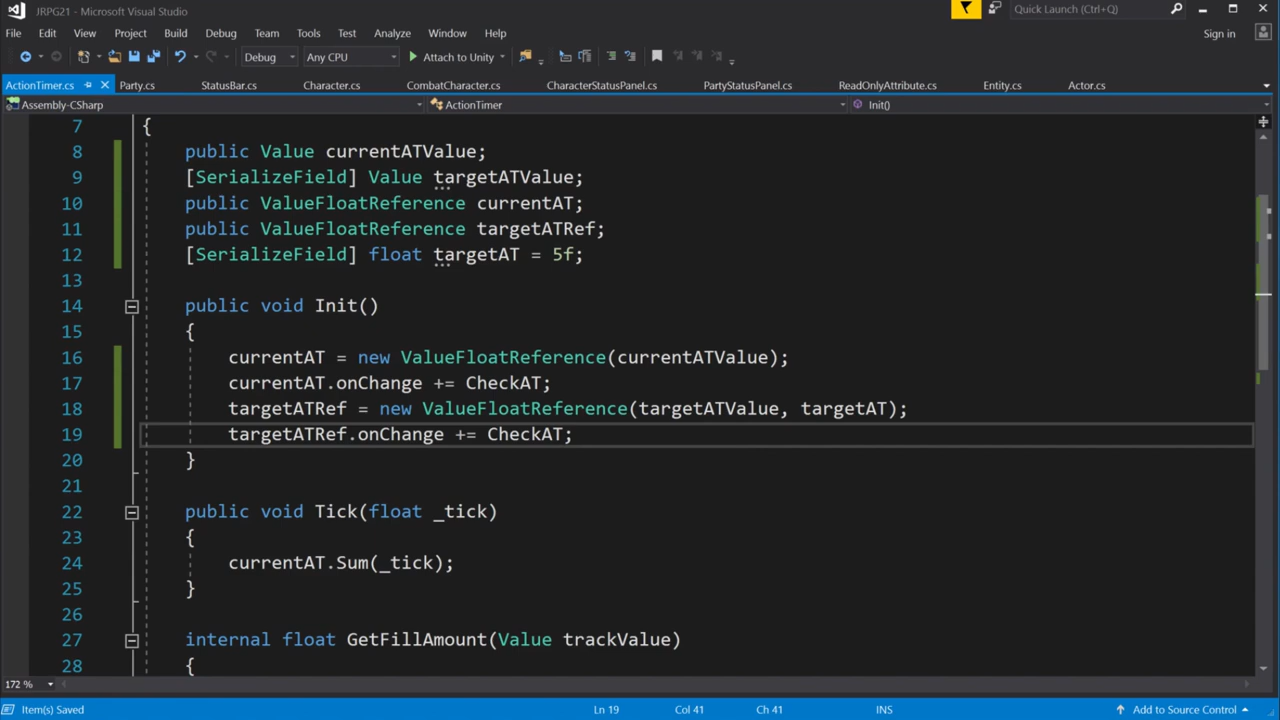 JRPG21 - Microsoft Visual Studio
Quick Launch (Ctrl+Q)
File Edit View Project Build Debug Team Tools Test Analyze Window Help
Sign in
Debug Any CPU Attach to Unity
ActionTimer.cs Party.cs StatusBar.cs Character.cs CombatCharacter.cs CharacterStatusPanel.cs PartyStatusPanel.cs ReadOnlyAttribute.cs Entity.cs Actor.cs
Assembly-CSharp ActionTimer Init()
7 {
8 public Value currentATValue;
9 [SerializeField] Value targetATValue;
10 public ValueFloatReference currentAT;
11 public ValueFloatReference targetATRef;
12 [SerializeField] float targetAT = 5f;
13
14 public void Init()
15 {
16 currentAT = new ValueFloatReference(currentATValue);
17 currentAT.onChange += CheckAT;
18 targetATRef = new ValueFloatReference(targetATValue, targetAT);
19 targetATRef.onChange += CheckAT;
20 }
21
22 public void Tick(float _tick)
23 {
24 currentAT.Sum(_tick);
25 }
26
27 internal float GetFillAmount(Value trackValue)
28 {
172 %
Item(s) Saved Ln 19 Col 41 Ch 41 INS Add to Source Control